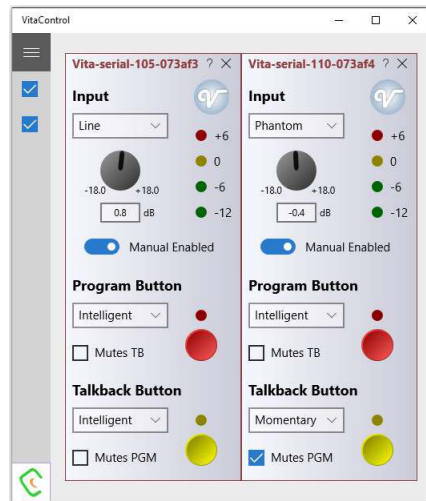 VitaControl
Vita-serial-105-073af3 ?
Input
Line
+6
0
-6
-12
-18.0 +18.0
0.8 dB
Manual Enabled
Program Button
Intelligent
Mutes TB
Talkback Button
Intelligent
Mutes PGM
Vita-serial-110-073af4 ?
Input
Phantom
+6
0
-6
-12
-18.0 +18.0
-0.4 dB
Manual Enabled
Program Button
Intelligent
Mutes TB
Talkback Button
Momentary
Mutes PGM